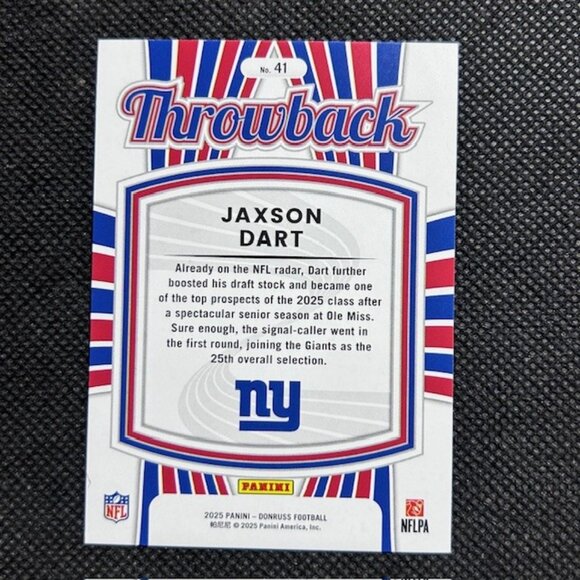 No. 41
Throwback
JAXSON
DART
Already on the NFL radar, Dart further
boosted his draft stock and became one
of the top prospects of the 2025 class after
a spectacular senior season at Ole Miss.
Sure enough, the signal-caller went in
the first round, joining the Giants as the
25th overall selection.
ny
PANINI
NFL
NFLPA
2025 PANINI – DONRUSS FOOTBALL
帕尼尼 © 2025 Panini America, Inc.